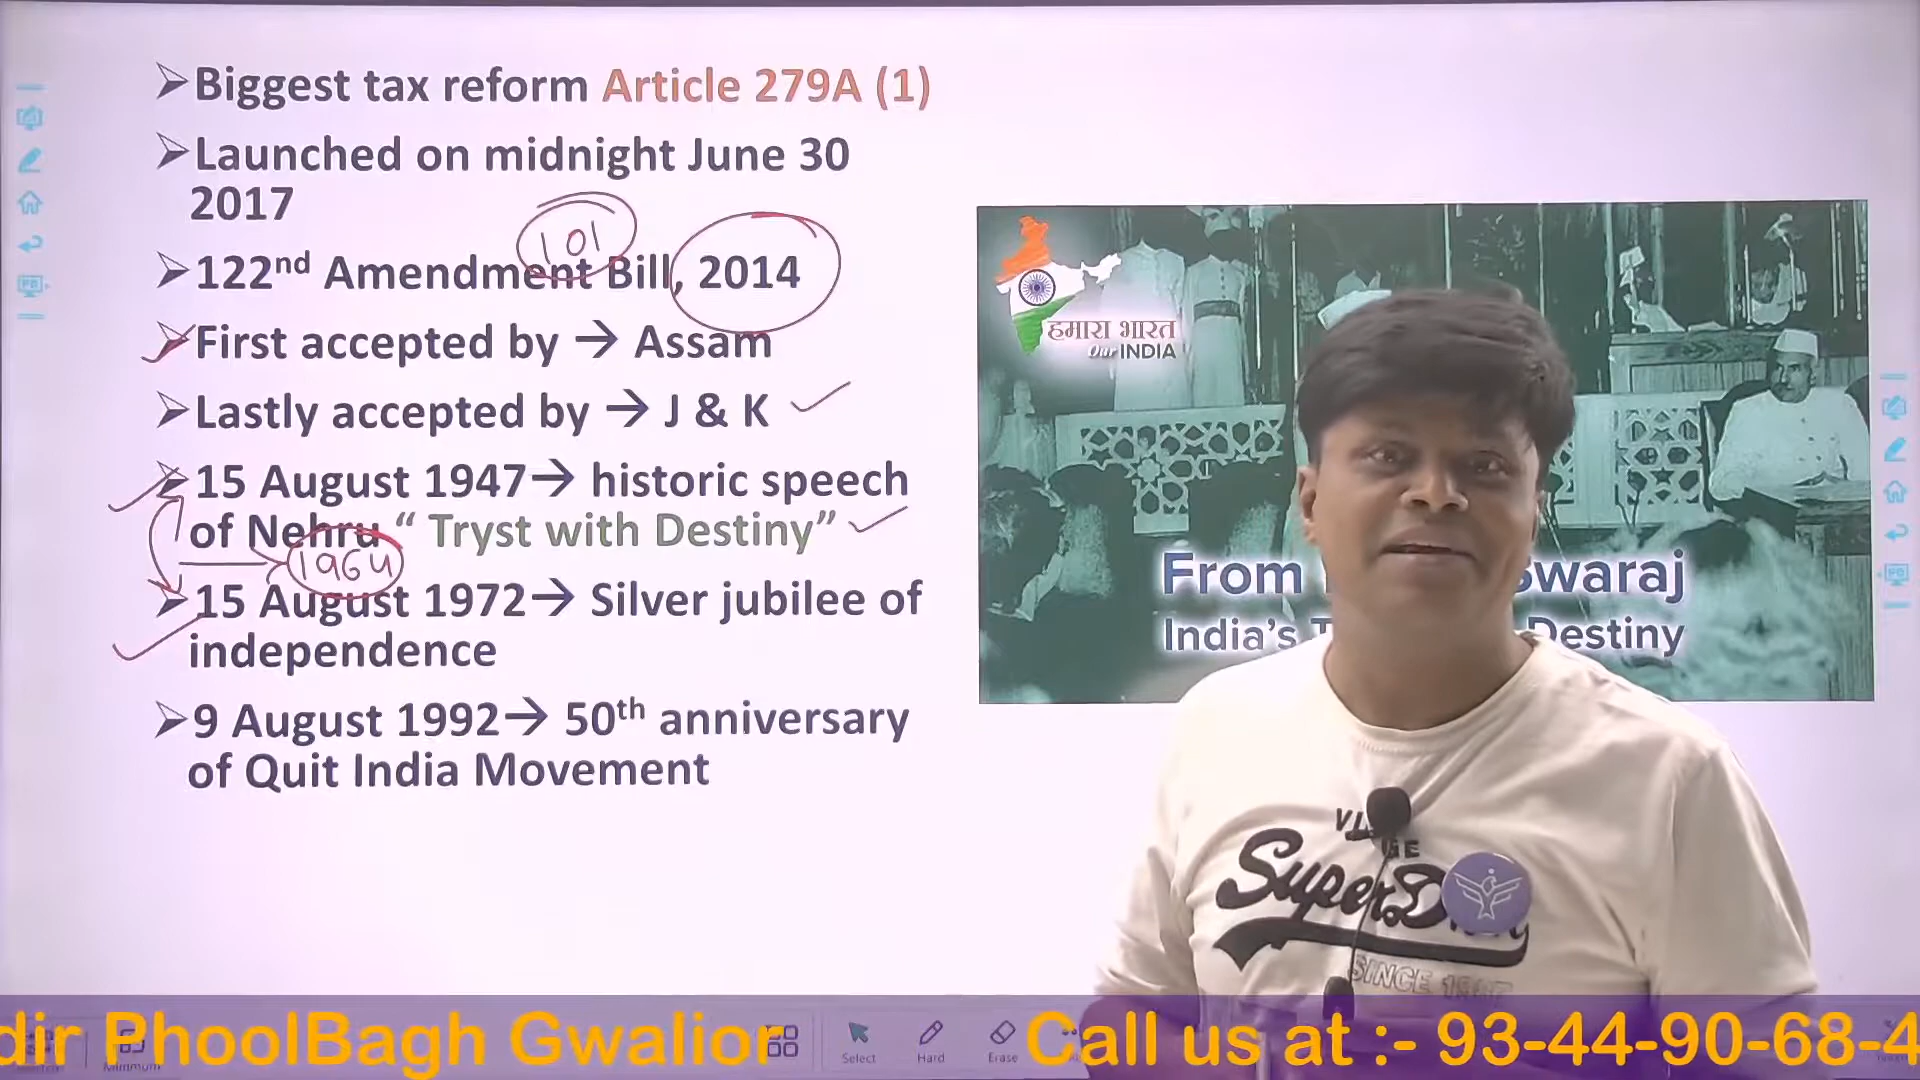 ➢Biggest tax reform Article 279A (1)
➢Launched on midnight June 30
2017
101
➢122nd Amendment Bill, 2014
➢First accepted by → Assam
➢Lastly accepted by → J & K
➢15 August 1947→ historic speech
of Nehru “ Tryst with Destiny”
1964
➢15 August 1972→ Silver jubilee of
independence
➢9 August 1992→ 50th anniversary
of Quit India Movement
हमारा भारत
Our INDIA
From Swaraj
India’s Destiny
Super
SINCE
dir PhoolBagh Gwalior
Call us at :- 93-44-90-68-4
Minimum
Select
Hard
Erase